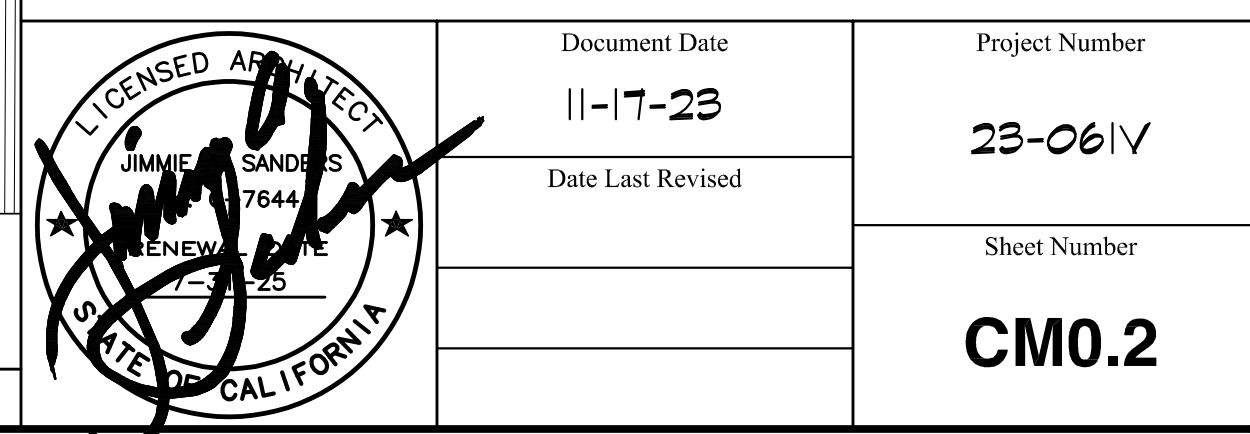 LICENSED ARCHITECT
JIMMIE SANDERS
7644
RENEWAL DATE
STATE OF CALIFORNIA
Document Date
11-17-23
Date Last Revised
Project Number
23-061V
Sheet Number
CM0.2